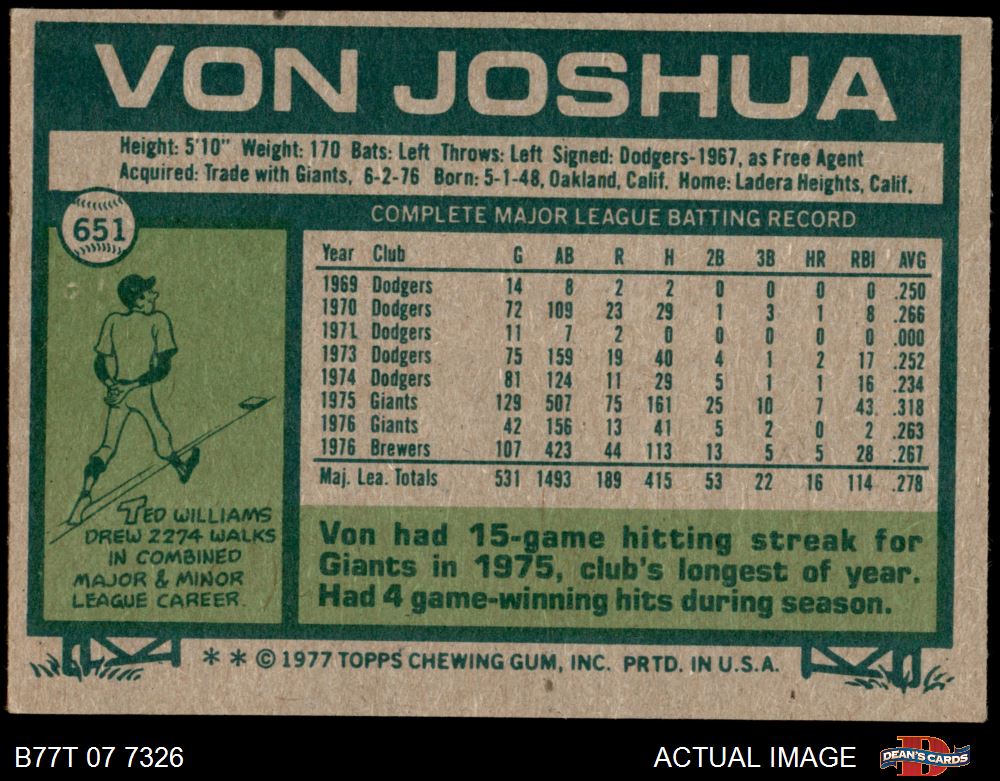 VON JOSHUA
Height: 5'10" Weight: 170 Bats: Left Throws: Left Signed: Dodgers-1967, as Free Agent
Acquired: Trade with Giants, 6-2-76 Born: 5-1-48, Oakland, Calif. Home: Ladera Heights, Calif.
651
COMPLETE MAJOR LEAGUE BATTING RECORD
Year Club G AB R H 2B 3B HR RBI AVG
1969 Dodgers 14 8 2 2 0 0 0 0 .250
1970 Dodgers 72 109 23 29 1 3 1 8 .266
1971 Dodgers 11 7 2 0 0 0 0 0 .000
1973 Dodgers 75 159 19 40 4 1 2 17 .252
1974 Dodgers 81 124 11 29 5 1 1 16 .234
1975 Giants 129 507 75 161 25 10 7 43 .318
1976 Giants 42 156 13 41 5 2 0 2 .263
1976 Brewers 107 423 44 113 13 5 5 28 .267
Maj. Lea. Totals 531 1493 189 415 53 22 16 114 .278
TED WILLIAMS
DREW 2274 WALKS
IN COMBINED
MAJOR & MINOR
LEAGUE CAREER.
Von had 15-game hitting streak for
Giants in 1975, club's longest of year.
Had 4 game-winning hits during season.
* * © 1977 TOPPS CHEWING GUM, INC. PRTD. IN U.S.A.
B77T 07 7326
ACTUAL IMAGE
DEAN'S CARDS